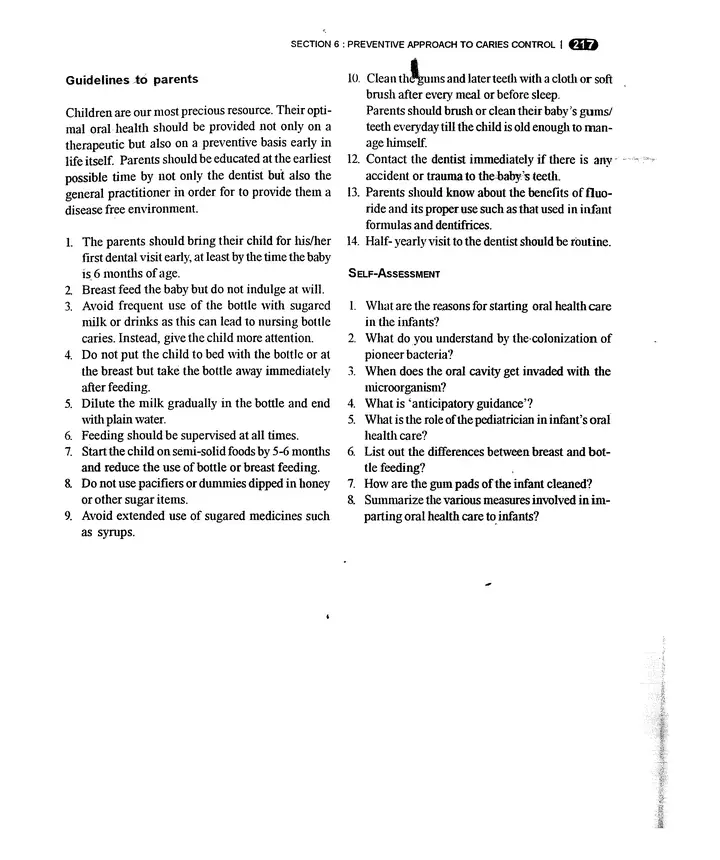 SECTION 6 : PREVENTIVE APPROACH TO CARIES CONTROL | 217
Guidelines to parents
Children are our most precious resource. Their opti-
mal oral health should be provided not only on a
therapeutic but also on a preventive basis early in
life itself. Parents should be educated at the earliest
possible time by not only the dentist but also the
general practitioner in order for to provide them a
disease free environment.
1. The parents should bring their child for his/her
first dental visit early, at least by the time the baby
is 6 months of age.
2. Breast feed the baby but do not indulge at will.
3. Avoid frequent use of the bottle with sugared
milk or drinks as this can lead to nursing bottle
caries. Instead, give the child more attention.
4. Do not put the child to bed with the bottle or at
the breast but take the bottle away immediately
after feeding.
5. Dilute the milk gradually in the bottle and end
with plain water.
6. Feeding should be supervised at all times.
7. Start the child on semi-solid foods by 5-6 months
and reduce the use of bottle or breast feeding.
8. Do not use pacifiers or dummies dipped in honey
or other sugar items.
9. Avoid extended use of sugared medicines such
as syrups.
10. Clean the gums and later teeth with a cloth or soft
brush after every meal or before sleep.
Parents should brush or clean their baby's gums/
teeth everyday till the child is old enough to man-
age himself.
12. Contact the dentist immediately if there is any
accident or trauma to the baby's teeth.
13. Parents should know about the benefits of fluo-
ride and its proper use such as that used in infant
formulas and dentifrices.
14. Half- yearly visit to the dentist should be routine.
SELF-ASSESSMENT
1. What are the reasons for starting oral health care
in the infants?
2. What do you understand by the colonization of
pioneer bacteria?
3. When does the oral cavity get invaded with the
microorganism?
4. What is 'anticipatory guidance'?
5. What is the role of the pediatrician in infant's oral
health care?
6. List out the differences between breast and bot-
tle feeding?
7. How are the gum pads of the infant cleaned?
8. Summarize the various measures involved in im-
parting oral health care to infants?